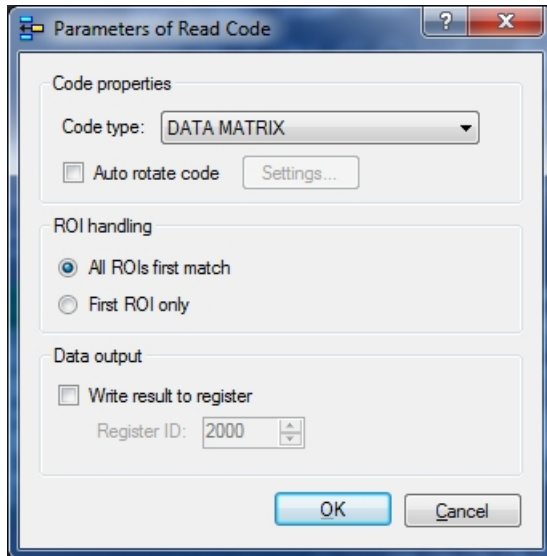 Parameters of Read Code
?
X
Code properties
Code type: DATA MATRIX
Auto rotate code Settings...
ROI handling
All ROIs first match
First ROI only
Data output
Write result to register
Register ID: 2000
OK Cancel